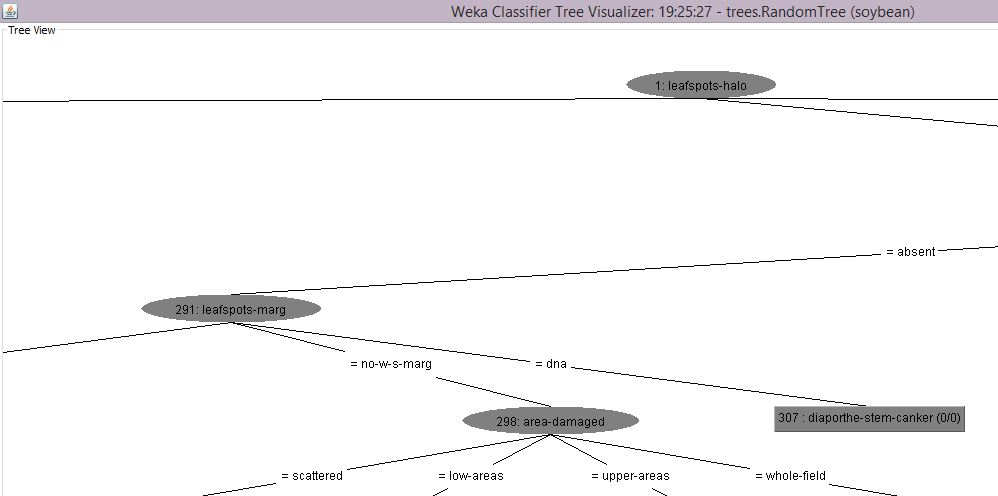 Weka Classifier Tree Visualizer: 19:25:27 - trees.RandomTree (soybean)
Tree View
1: leafspots-halo
= absent
291: leafspots-marg
= no-w-s-marg
= dna
298: area-damaged
307 : diaporthe-stem-canker (0/0)
= scattered
= low-areas
= upper-areas
= whole-field